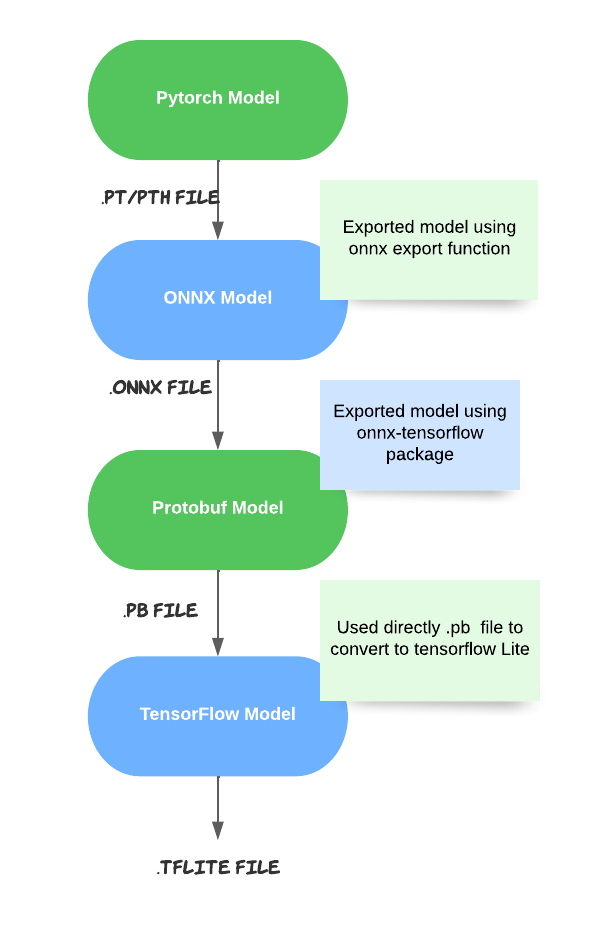 Pytorch Model
.PT/PTH FILE
Exported model using
onnx export function
ONNX Model
.ONNX FILE
Exported model using
onnx-tensorflow
package
Protobuf Model
.PB FILE
Used directly .pb  file to
convert to tensorflow Lite
TensorFlow Model
.TFLITE FILE